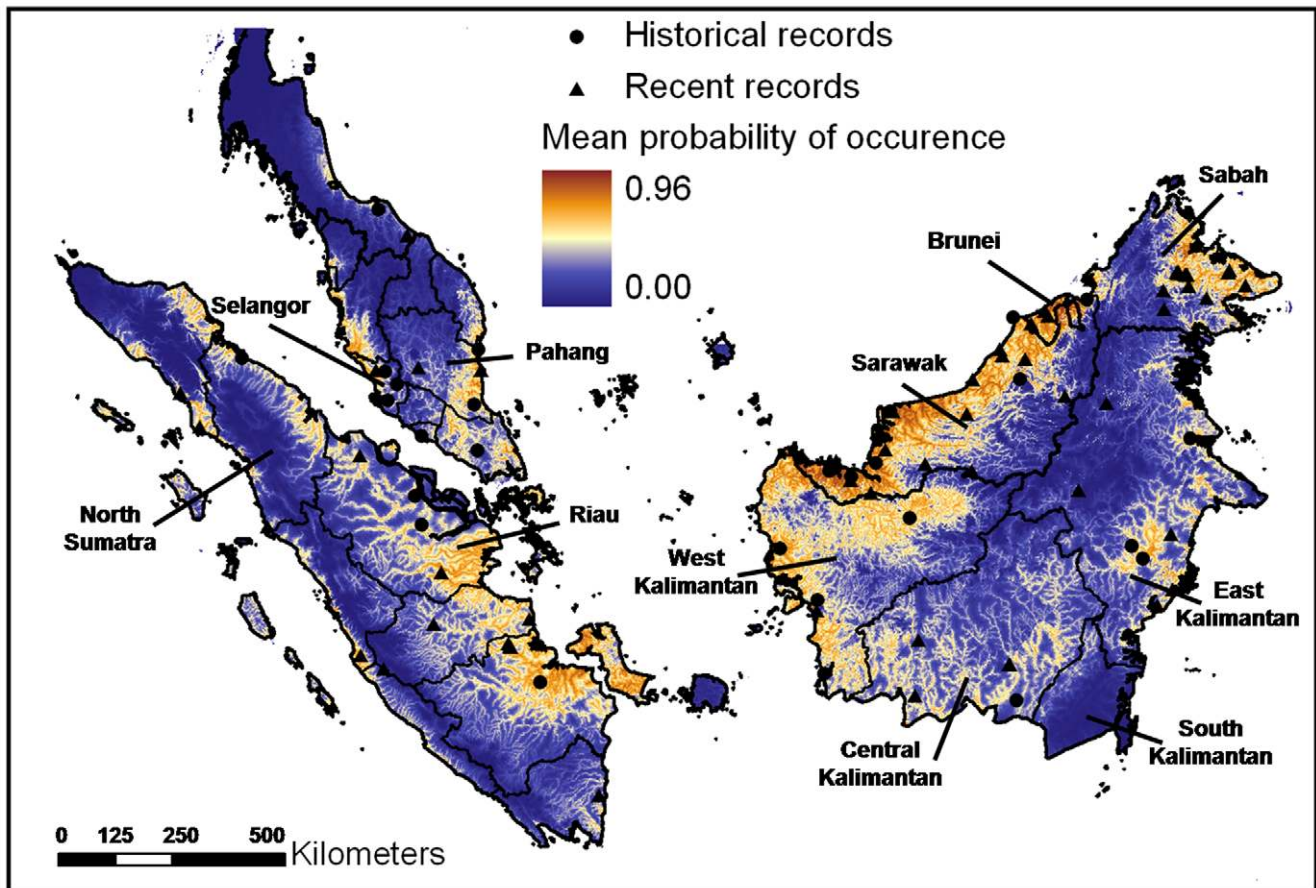 Historical records
Recent records
Mean probability of occurence
0.96
0.00
Sabah
Brunei
Selangor
Pahang
Sarawak
North
Sumatra
Riau
West
Kalimantan
East
Kalimantan
Central
Kalimantan
South
Kalimantan
0 125 250 500
Kilometers